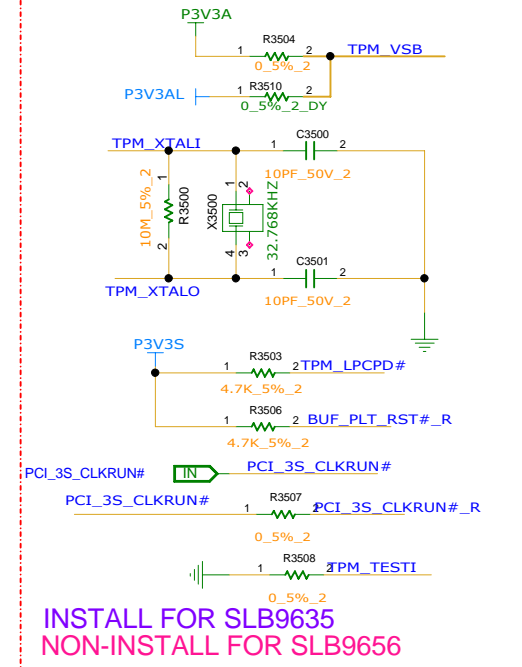 P3V3A
R3504
1 2 TPM_VSB
0_5%_2
R3510
P3V3AL 1 2
0_5%_2_DY
C3500
TPM_XTALI 1 2
10PF_50V_2
1 2
10M_5%_2 R3500 X3500 32.768KHZ
1 2
4 3
C3501
1 2
TPM_XTALO
10PF_50V_2
P3V3S
R3503
1 2 TPM_LPCPD#
4.7K_5%_2
R3506
1 2 BUF_PLT_RST#_R
4.7K_5%_2
PCI_3S_CLKRUN# IN PCI_3S_CLKRUN#
PCI_3S_CLKRUN# R3507
1 2 PCI_3S_CLKRUN#_R
0_5%_2
R3508
1 2 TPM_TESTI
0_5%_2
INSTALL FOR SLB9635
NON-INSTALL FOR SLB9656